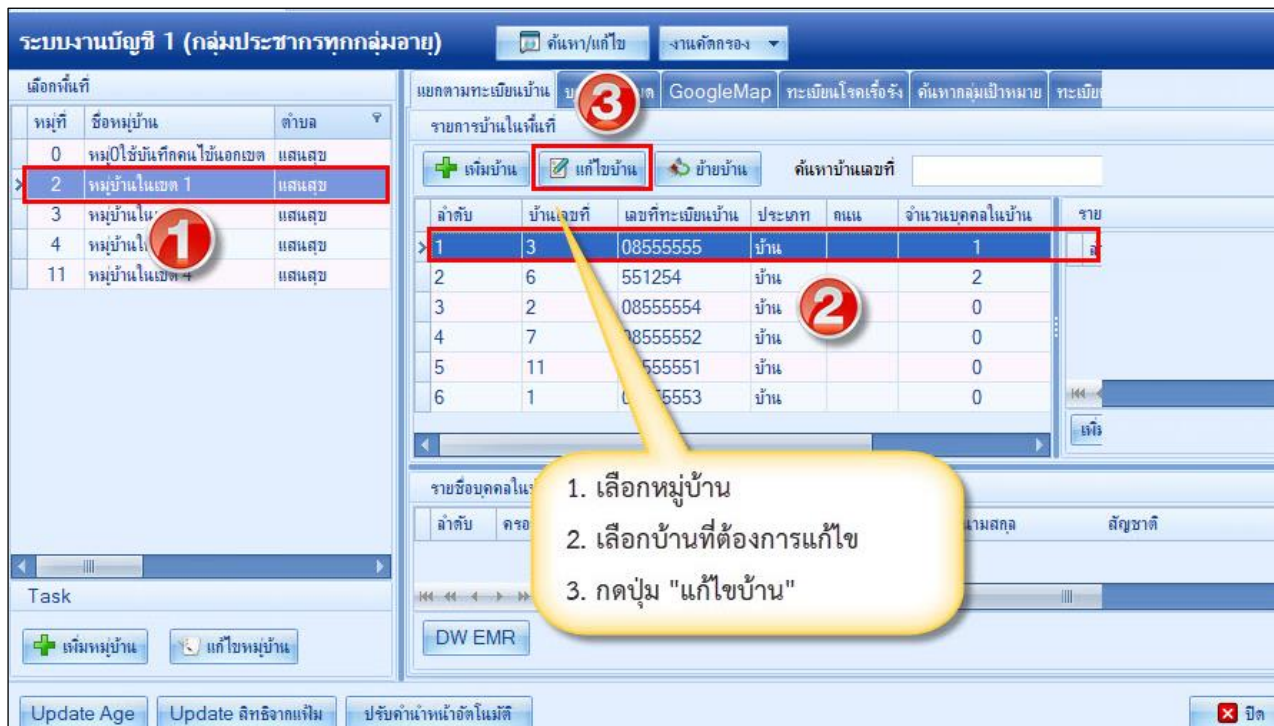 ระบบงานบัญชี 1 (กลุ่มประชากรทุกกลุ่มอายุ) ค้นหา/แก้ไข งานคัดกรอง
เลือกพื้นที่
หมู่ที่ ชื่อหมู่บ้าน ตำบล
0 หมู่0ใช้บันทึกคนไข้นอกเขต แสนสุข
2 หมู่บ้านในเขต 1 แสนสุข
3 แสนสุข
4 แสนสุข
11 หมู่บ้านในเขต 4 แสนสุข
1
Task
เพิ่มหมู่บ้าน แก้ไขหมู่บ้าน
แยกตามทะเบียนบ้าน GoogleMap ทะเบียนโรคเรื้อรัง ค้นหากลุ่มเป้าหมาย
3
รายการบ้านในพื้นที่
เพิ่มบ้าน แก้ไขบ้าน ย้ายบ้าน ค้นหาบ้านเลขที่
ลำดับ บ้านเลขที่ เลขที่ทะเบียนบ้าน ประเภท ถนน จำนวนบุคคลในบ้าน
1 3 08555555 บ้าน 1
2 6 551254 บ้าน 2
3 2 08555554 บ้าน 0
4 7 08555552 บ้าน 0
5 11 บ้าน 0
6 1 บ้าน 0
2
1. เลือกหมู่บ้าน
2. เลือกบ้านที่ต้องการแก้ไข
3. กดปุ่ม "แก้ไขบ้าน"
ลำดับ นามสกุล สัญชาติ
DW EMR
Update Age Update สิทธิจากแฟ้ม ปรับคำนำหน้าอัตโนมัติ ปิด